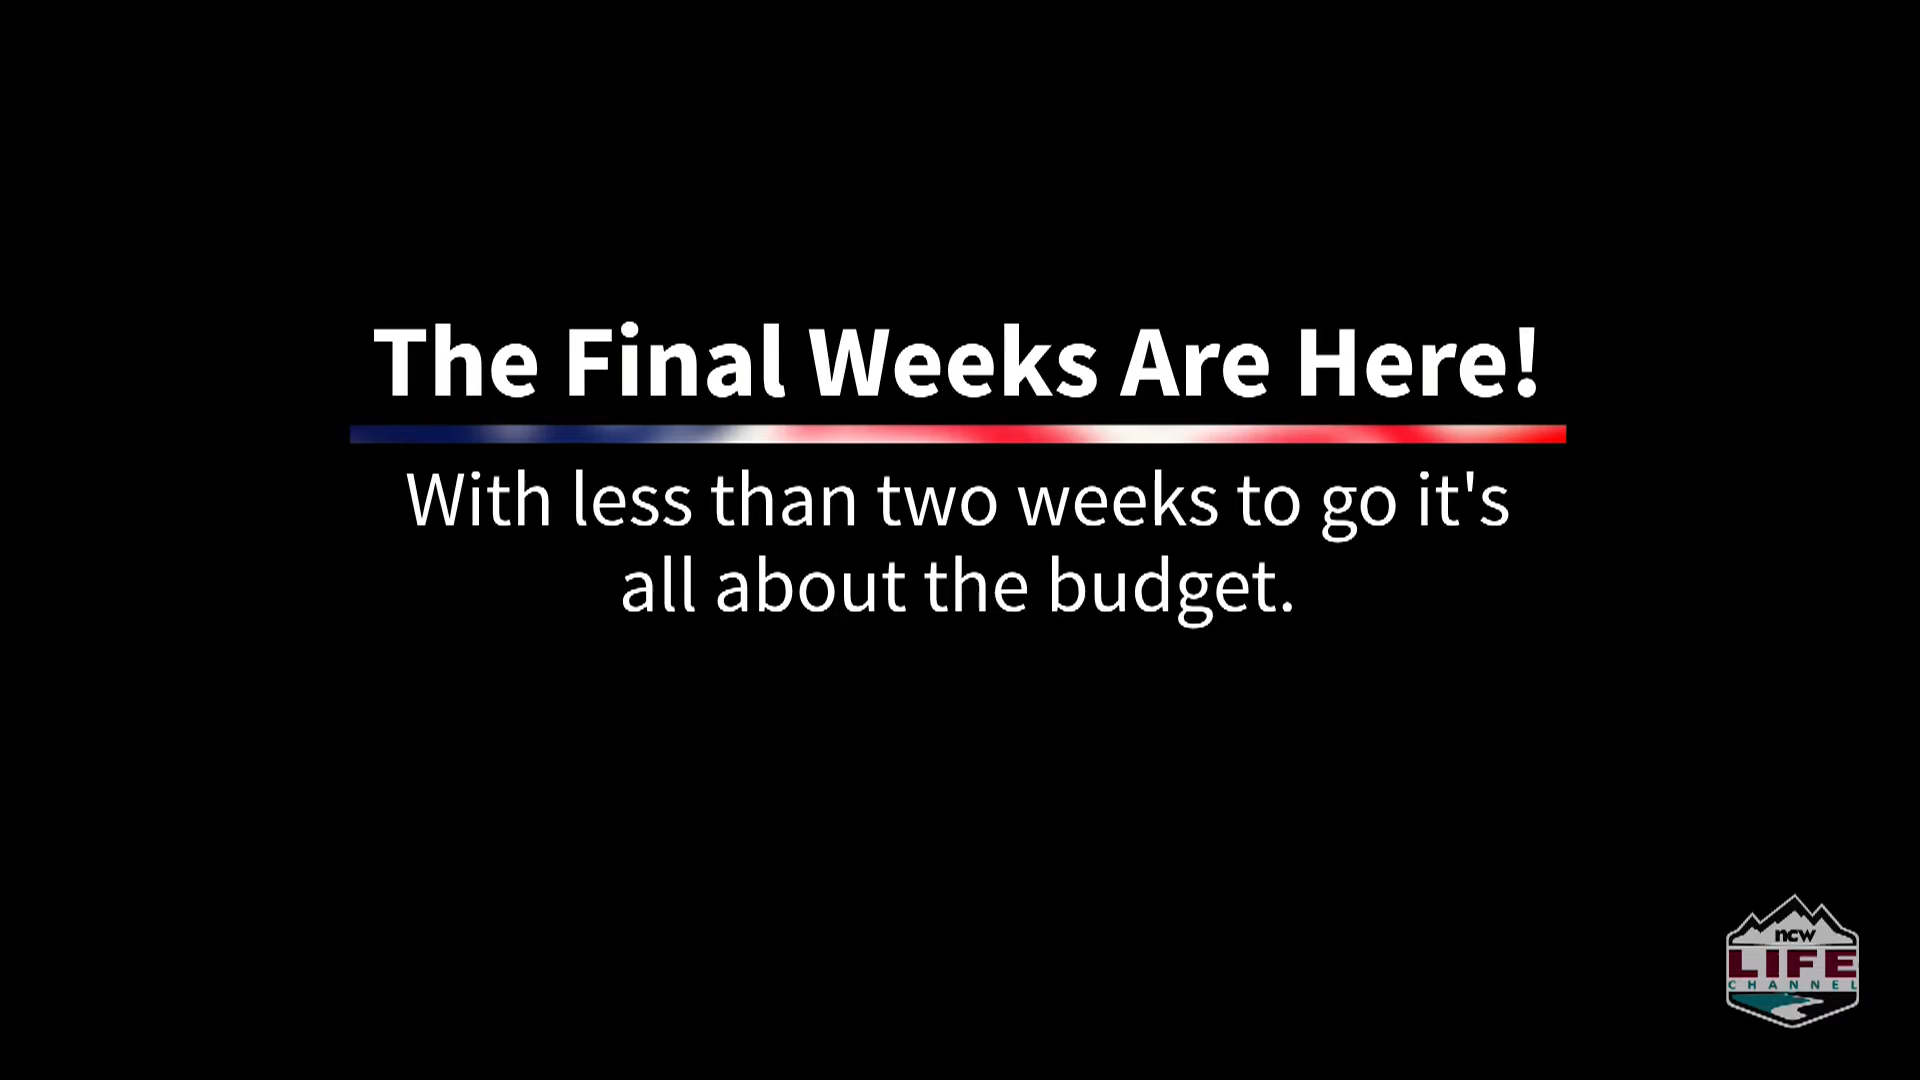 The Final Weeks Are Here!
With less than two weeks to go it's
all about the budget.
ncw
LIFE
CHANNEL